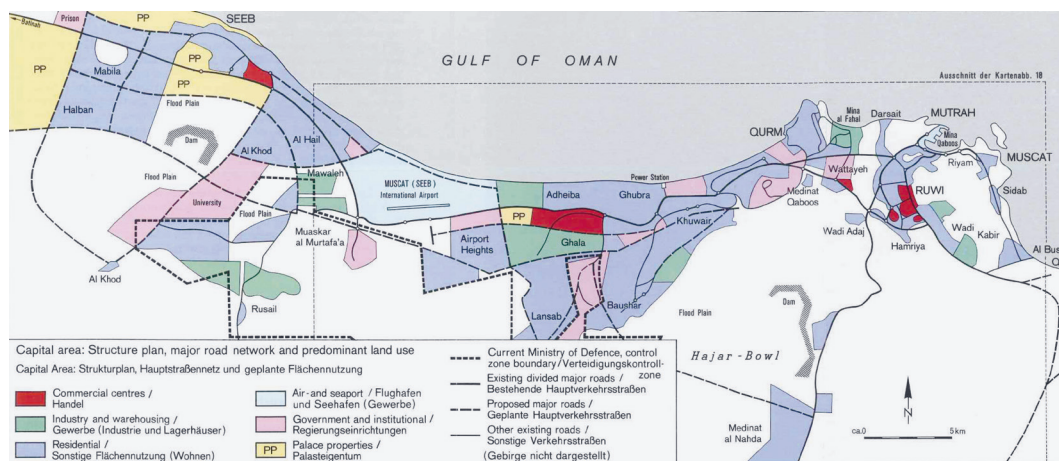 Batinah
Prison
PP
SEEB
GULF OF OMAN
Ausschnitt der Kartenabb. 18
PP
Mabila
PP
PP
Halban
Flood Plain
Dam
Al Hail
Al Khod
Mawaleh
Flood Plain
University
Flood Plain
Muaskar
al Murtafa'a
Al Khod
Rusail
MUSCAT (SEEB)
International Airport
Adheiba
Ghubra
Power Station
PP
Airport
Heights
Ghala
Khuwair
Lansab
Baushar
Flood Plain
QURM
Mina
al Fahal
Darsait
MUTRAH
Mina
Qaboos
MUSCAT
Wattayeh
Riyam
Medinat
Qaboos
RUWI
Sidab
Wadi Adaj
Hamriya
Wadi
Kabir
Al Bus
Dam
Hajar-Bowl
Medinat
al Nahda
N
ca.0
5 km
Capital area: Structure plan, major road network and predominant land use
Capital Area: Strukturplan, Hauptstraßennetz und geplante Flächennutzung
Commercial centres /
Handel
Industry and warehousing /
Gewerbe (Industrie und Lagerhäuser)
Residential /
Sonstige Flächennutzung (Wohnen)
Air-and seaport / Flughafen
und Seehafen (Gewerbe)
Government and institutional /
Regierungseinrichtungen
PP
Palace properties /
Palasteigentum
Current Ministry of Defence, control
zone boundary / Verteidigungskontroll-
zone
Existing divided major roads /
Bestehende Hauptverkehrsstraßen
Proposed major roads /
Geplante Hauptverkehrsstraßen
Other existing roads /
Sonstige Verkehrsstraßen
(Gebirge nicht dargestellt)